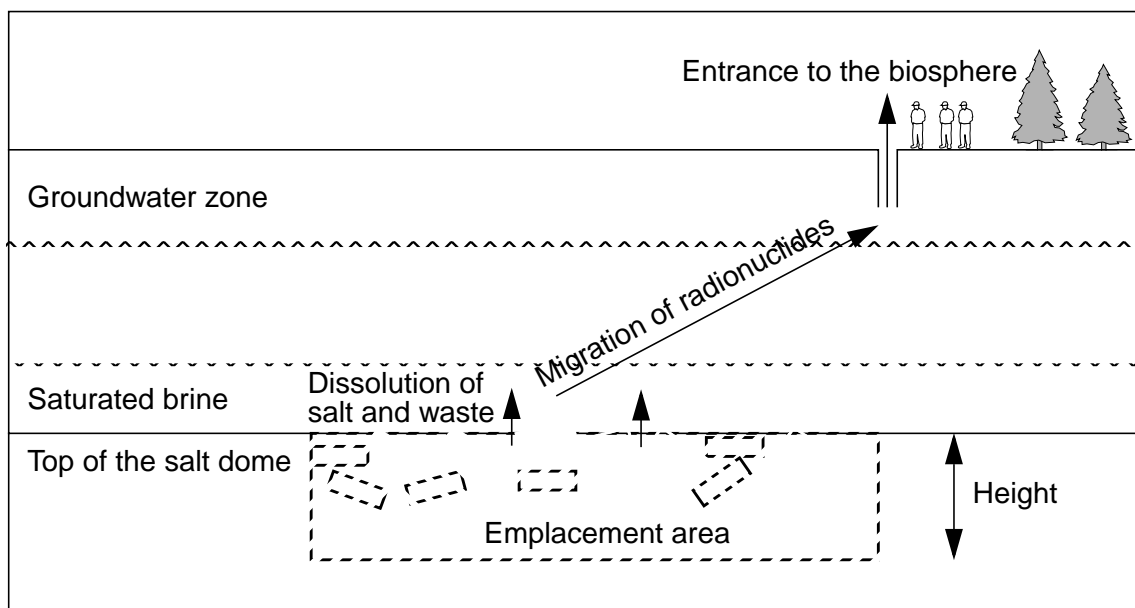 Entrance to the biosphere
Groundwater zone
Migration of radionuclides
Dissolution of
salt and waste
Saturated brine
Top of the salt dome
Height
Emplacement area